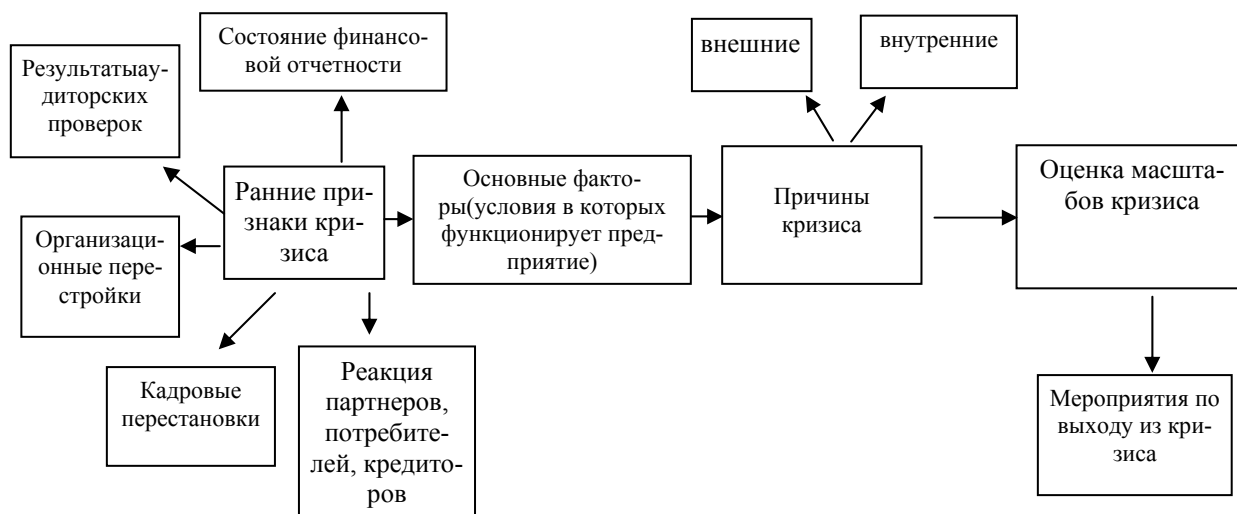 Состояние финансо-
вой отчетности
Результатыау-
диторских
проверок
Организаци-
онные пере-
стройки
Кадровые
перестановки
Ранние при-
знаки кри-
зиса
Реакция
партнеров,
потребите-
лей, кредито-
ров
Основные факто-
ры(условия в которых
функционирует пред-
приятие)
внешние
внутренние
Причины
кризиса
Оценка масшта-
бов кризиса
Мероприятия по
выходу из кри-
зиса